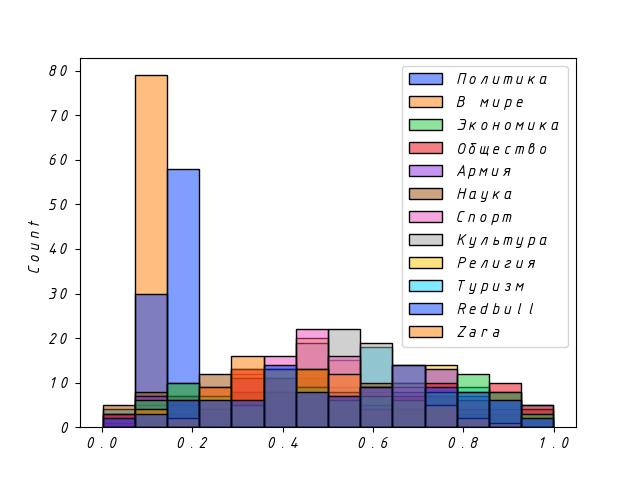 80
70
60
50
40
30
20
10
0
Count
0.0 0.2 0.4 0.6 0.8 1.0
Политика
В мире
Экономика
Общество
Армия
Наука
Спорт
Культура
Религия
Туризм
Redbull
Zara